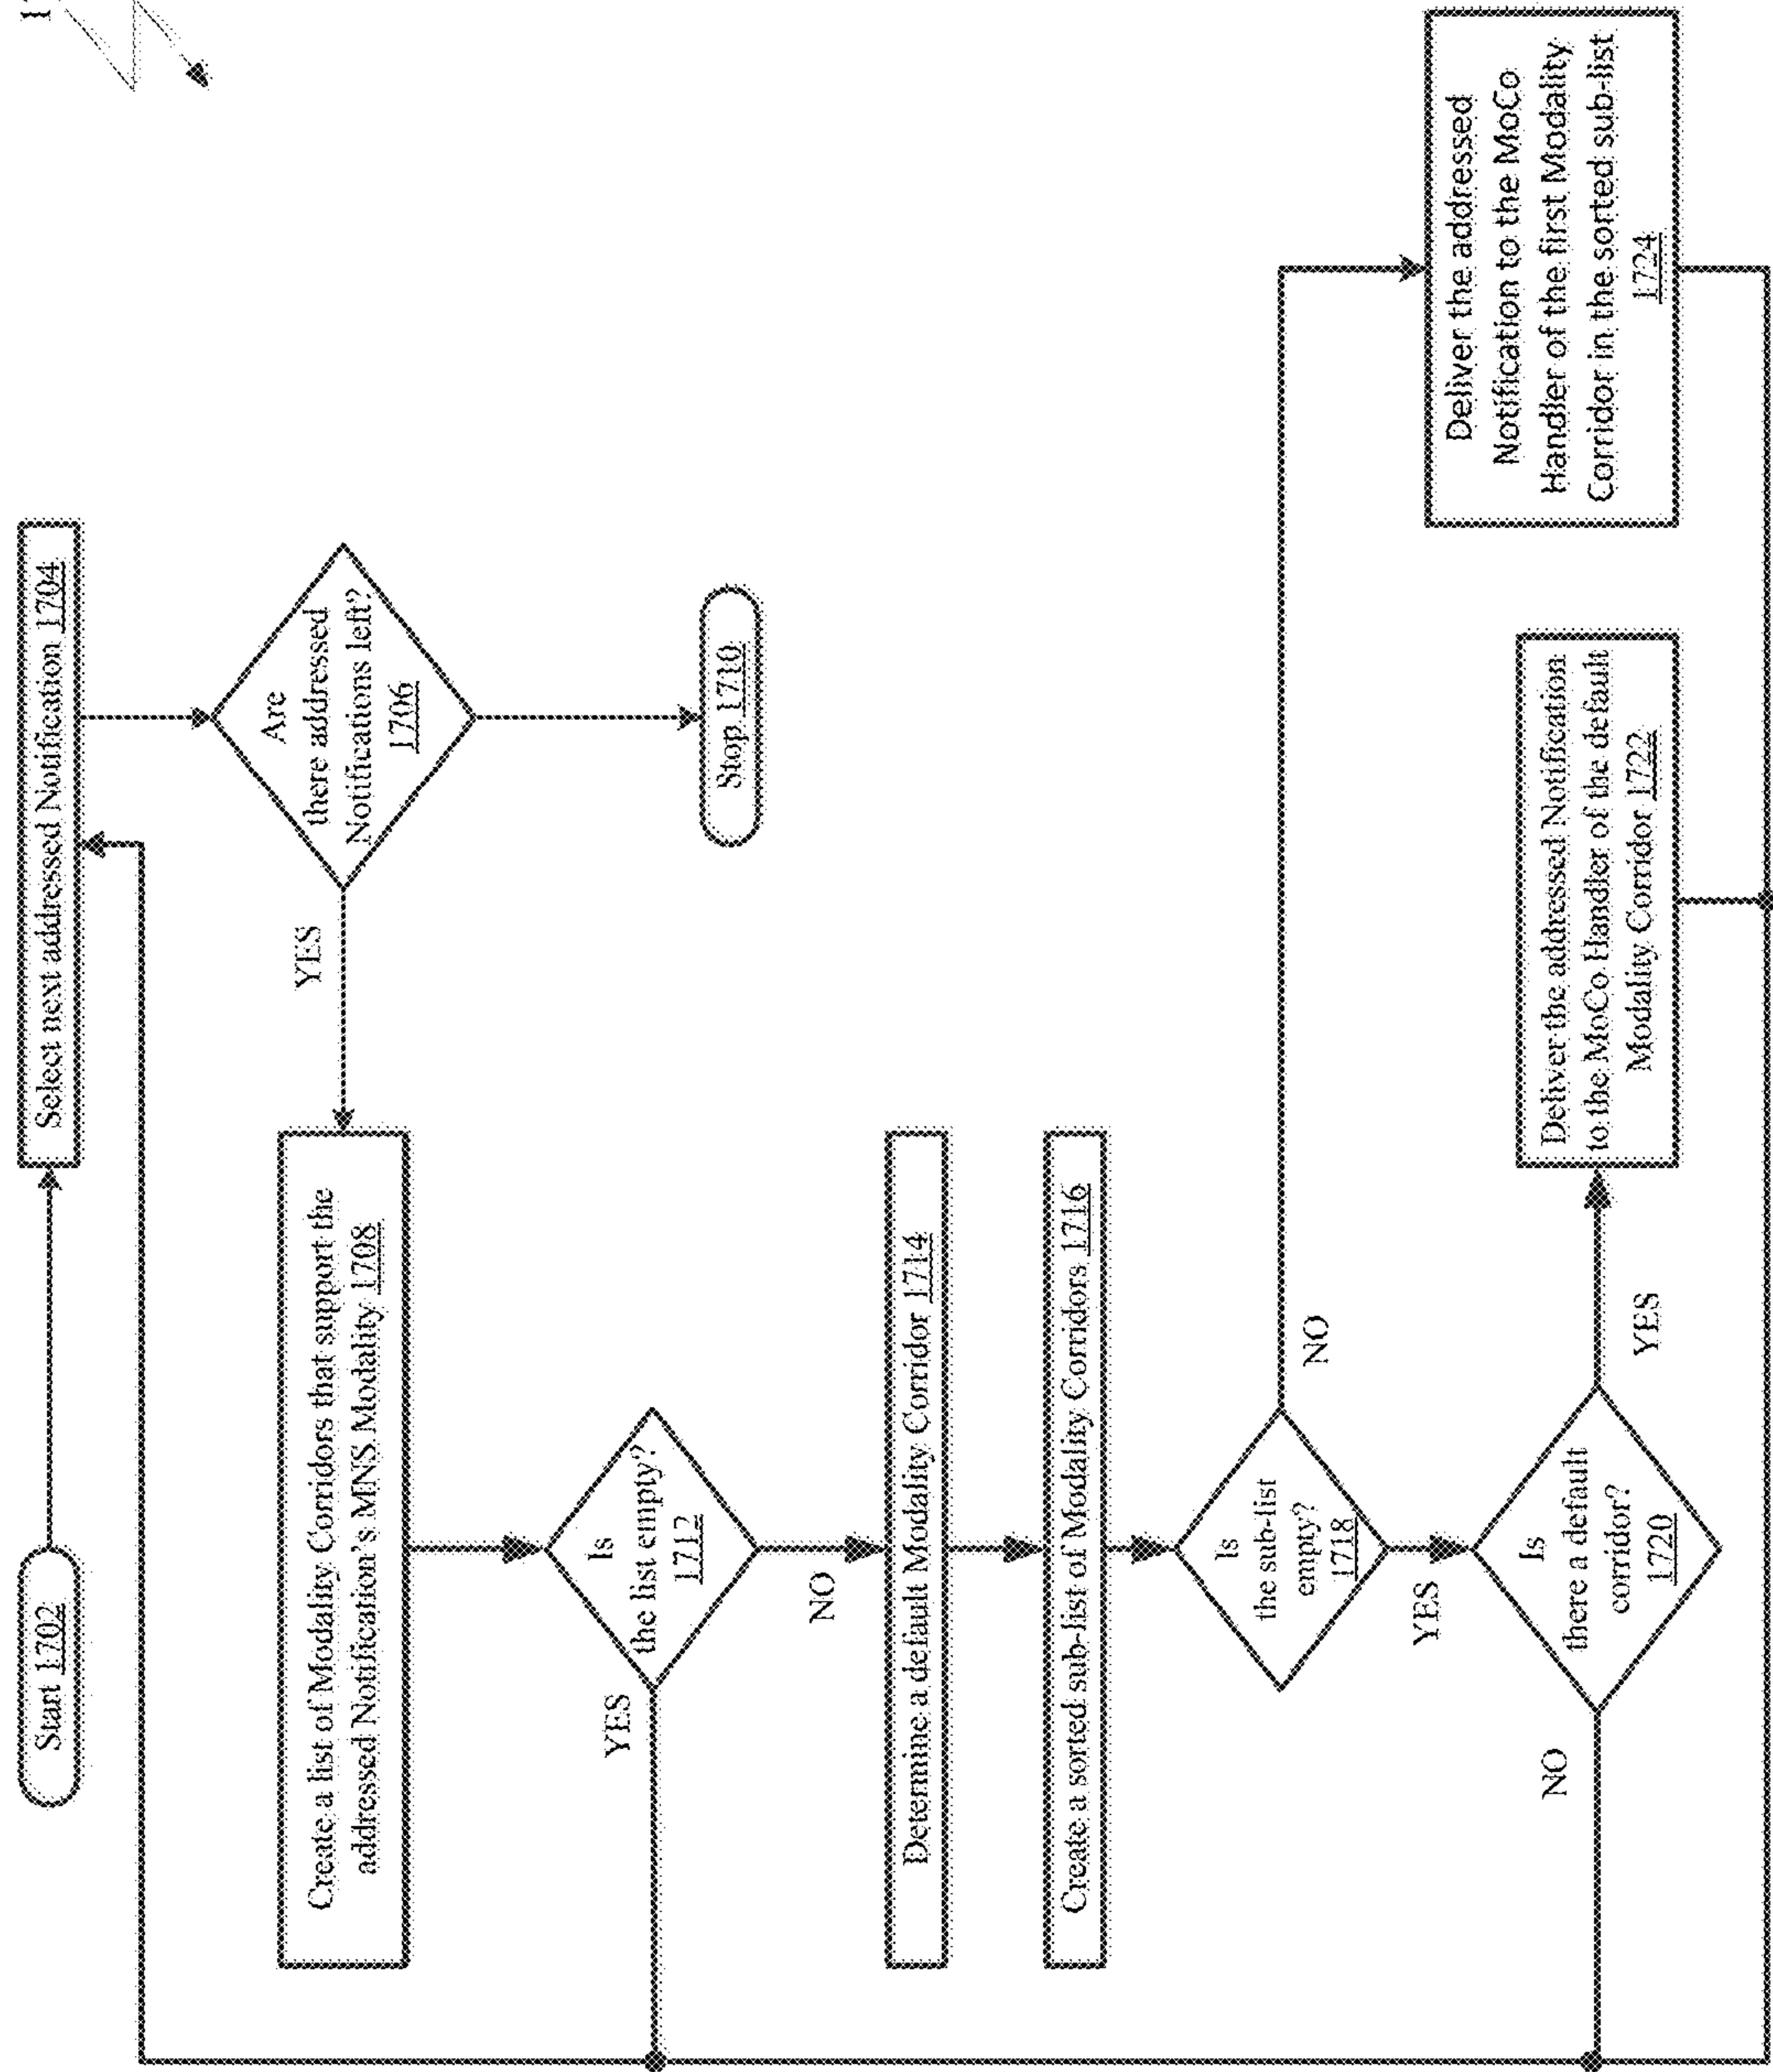 Start 1702
Select next addressed Notification 1704
Are
there addressed
Notifications left?
1706
YES
Stop 1710
Create a list of Modality Corridors that support the
addressed Notification's MNS Modality 1708
Is
the list empty?
1712
YES
NO
Determine a default Modality Corridor 1714
Create a sorted sub-list of Modality Corridors 1716
Is
the sub-list
empty?
1718
NO
YES
Is
there a default
corridor?
1720
NO
YES
Deliver the addressed Notification
to the MoCo Handler of the default
Modality Corridor 1722
Deliver the addressed
Notification to the MoCo
Handler of the first Modality
Corridor in the sorted sub-list
1724